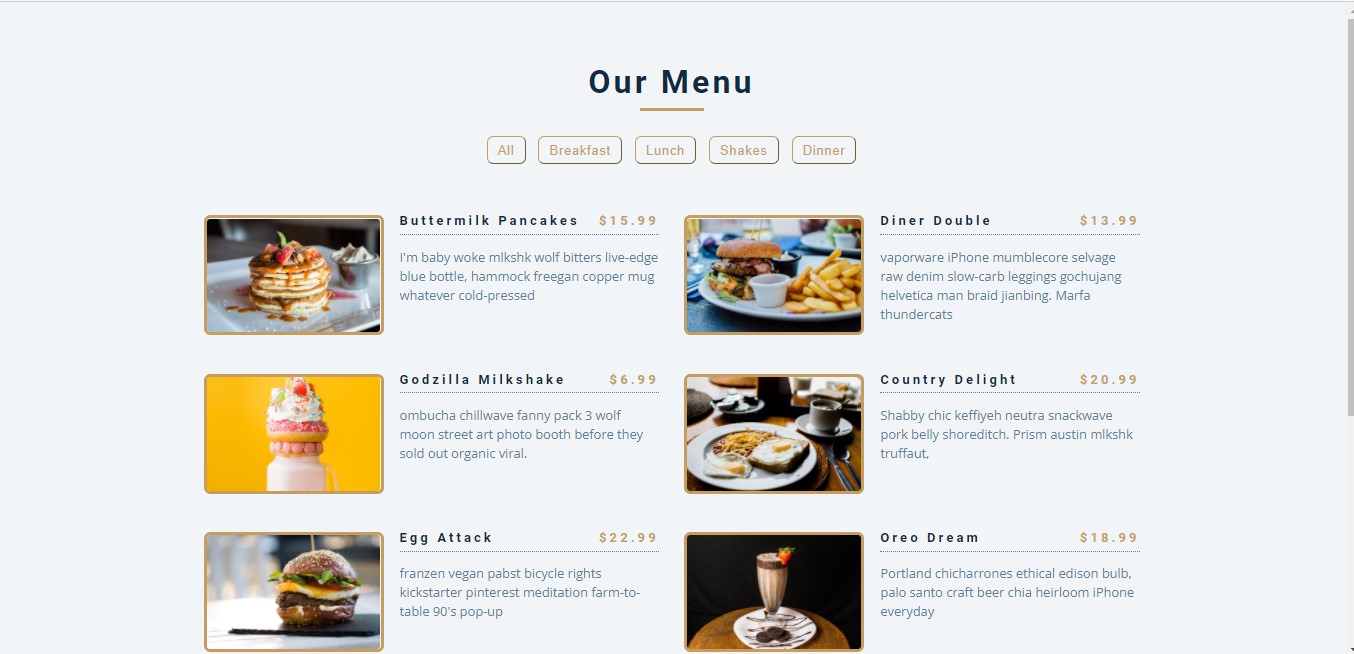 Our Menu
All Breakfast Lunch Shakes Dinner
Buttermilk Pancakes $15.99
I'm baby woke mlkshk wolf bitters live-edge
blue bottle, hammock freegan copper mug
whatever cold-pressed
Diner Double $13.99
vaporware iPhone mumblecore selvage
raw denim slow-carb leggings gochujang
helvetica man braid jianbing. Marfa
thundercats
Godzilla Milkshake $6.99
ombucha chillwave fanny pack 3 wolf
moon street art photo booth before they
sold out organic viral.
Country Delight $20.99
Shabby chic keffiyeh neutra snackwave
pork belly shoreditch. Prism austin mlkshk
truffaut,
Egg Attack $22.99
franzen vegan pabst bicycle rights
kickstarter pinterest meditation farm-to-
table 90's pop-up
Oreo Dream $18.99
Portland chicharrones ethical edison bulb,
palo santo craft beer chia heirloom iPhone
everyday